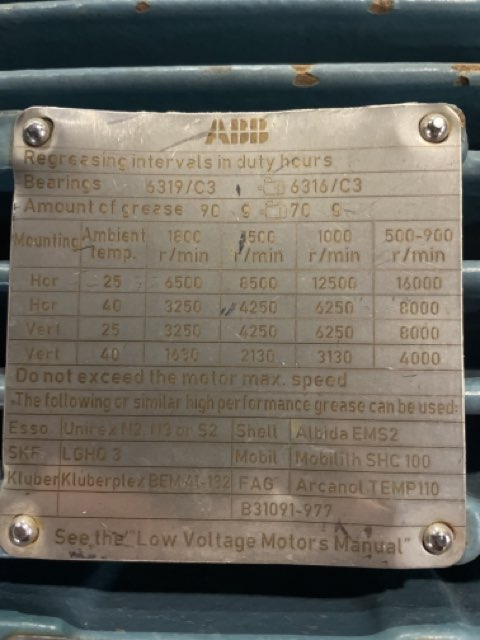 ABB
Regreasing intervals in duty hours
Bearings 6319/C3 6316/C3
Amount of grease 90 g 70 g
Mounting Ambient Temp. 1800 r/min 1500 r/min 1000 r/min 500-900 r/min
Hor 25 6500 8500 12500 16000
Hor 40 3250 4250 6250 8000
Vert 25 3250 4250 6250 8000
Vert 40 1630 2130 3130 4000
Do not exceed the motor max. speed
The following or similar high performance grease can be used:
Esso Unirex N2, N3 or S2 Shell Albida EMS2
SKF LGHQ 3 Mobil Mobilith SHC 100
Kluber Kluberplex BEM 41-132 FAG Arcanol TEMP110
B31091-977
See the "Low Voltage Motors Manual"